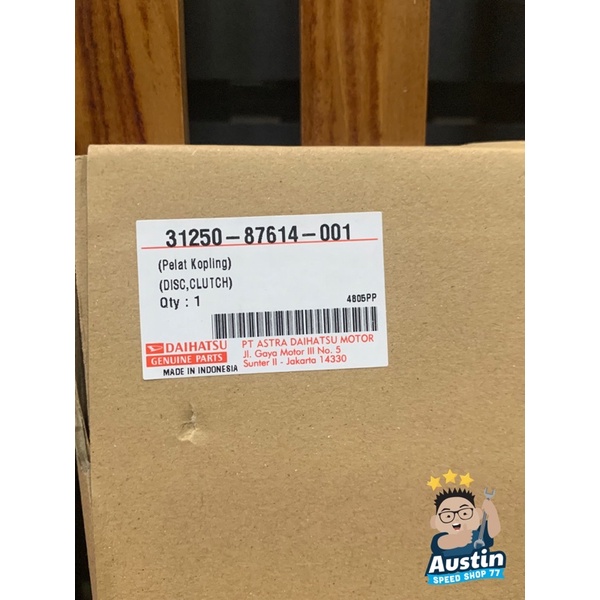 31250-87614-001
(Pelat Kopling)
(DISC,CLUTCH)
Qty : 1
4805PP
DAIHATSU
GENUINE PARTS
MADE IN INDONESIA
PT ASTRA DAIHATSU MOTOR
Jl. Gaya Motor III No. 5
Sunter II - Jakarta 14330
Austin
SPEED SHOP 77